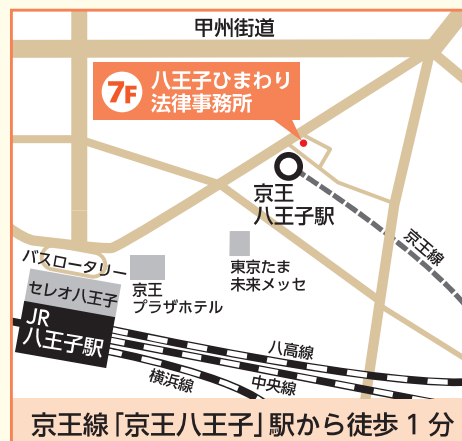 甲州街道
7F
八王子ひまわり
法律事務所
京王
八王子駅
京王線
バスロータリー
東京たま
未来メッセ
セレオ八王子
京王
プラザホテル
JR
八王子駅
八高線
中央線
横浜線
京王線「京王八王子」駅から徒歩 1 分